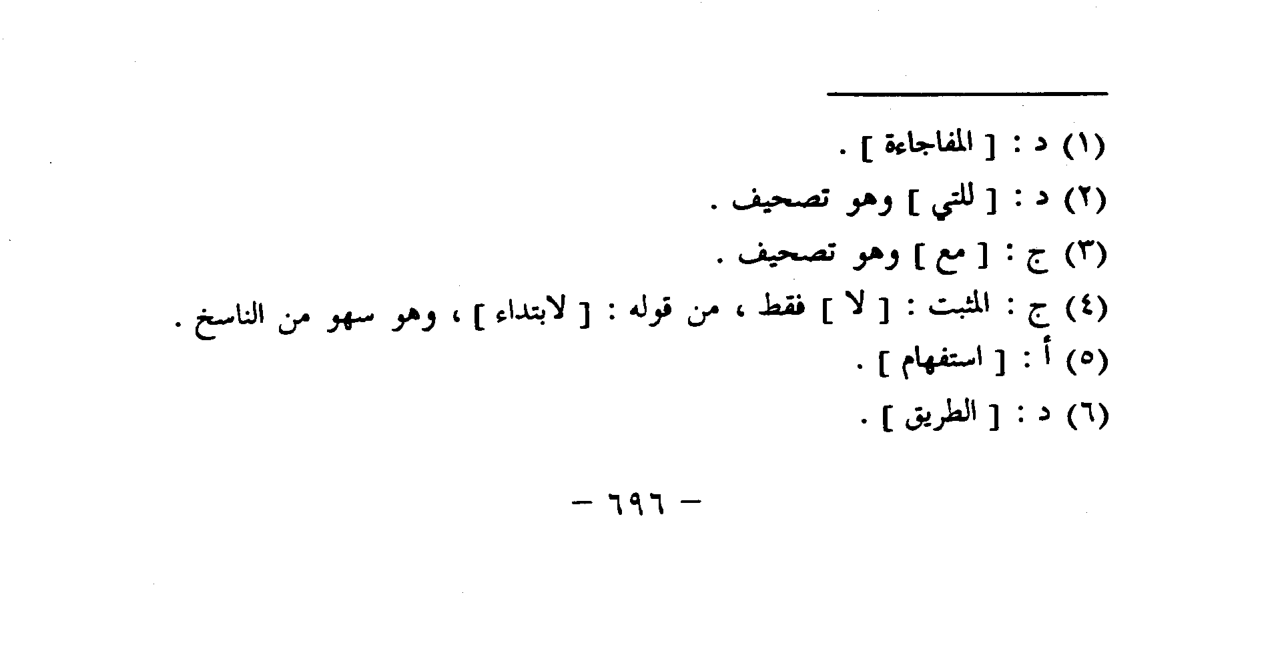 (١) د : [ المفاجاءة ] .
(٢) د : [ للتي ] وهو تصحيف .
(٣) ج : [ مع ] وهو تصحيف .
(٤) ج : المثبت : [ لا ] فقط ، من قوله : [ لابتداء ] ، وهو سهو من الناسخ .
(٥) أ : [ استفهام ] .
(٦) د : [ الطريق ] .
– ٦٩٦ –